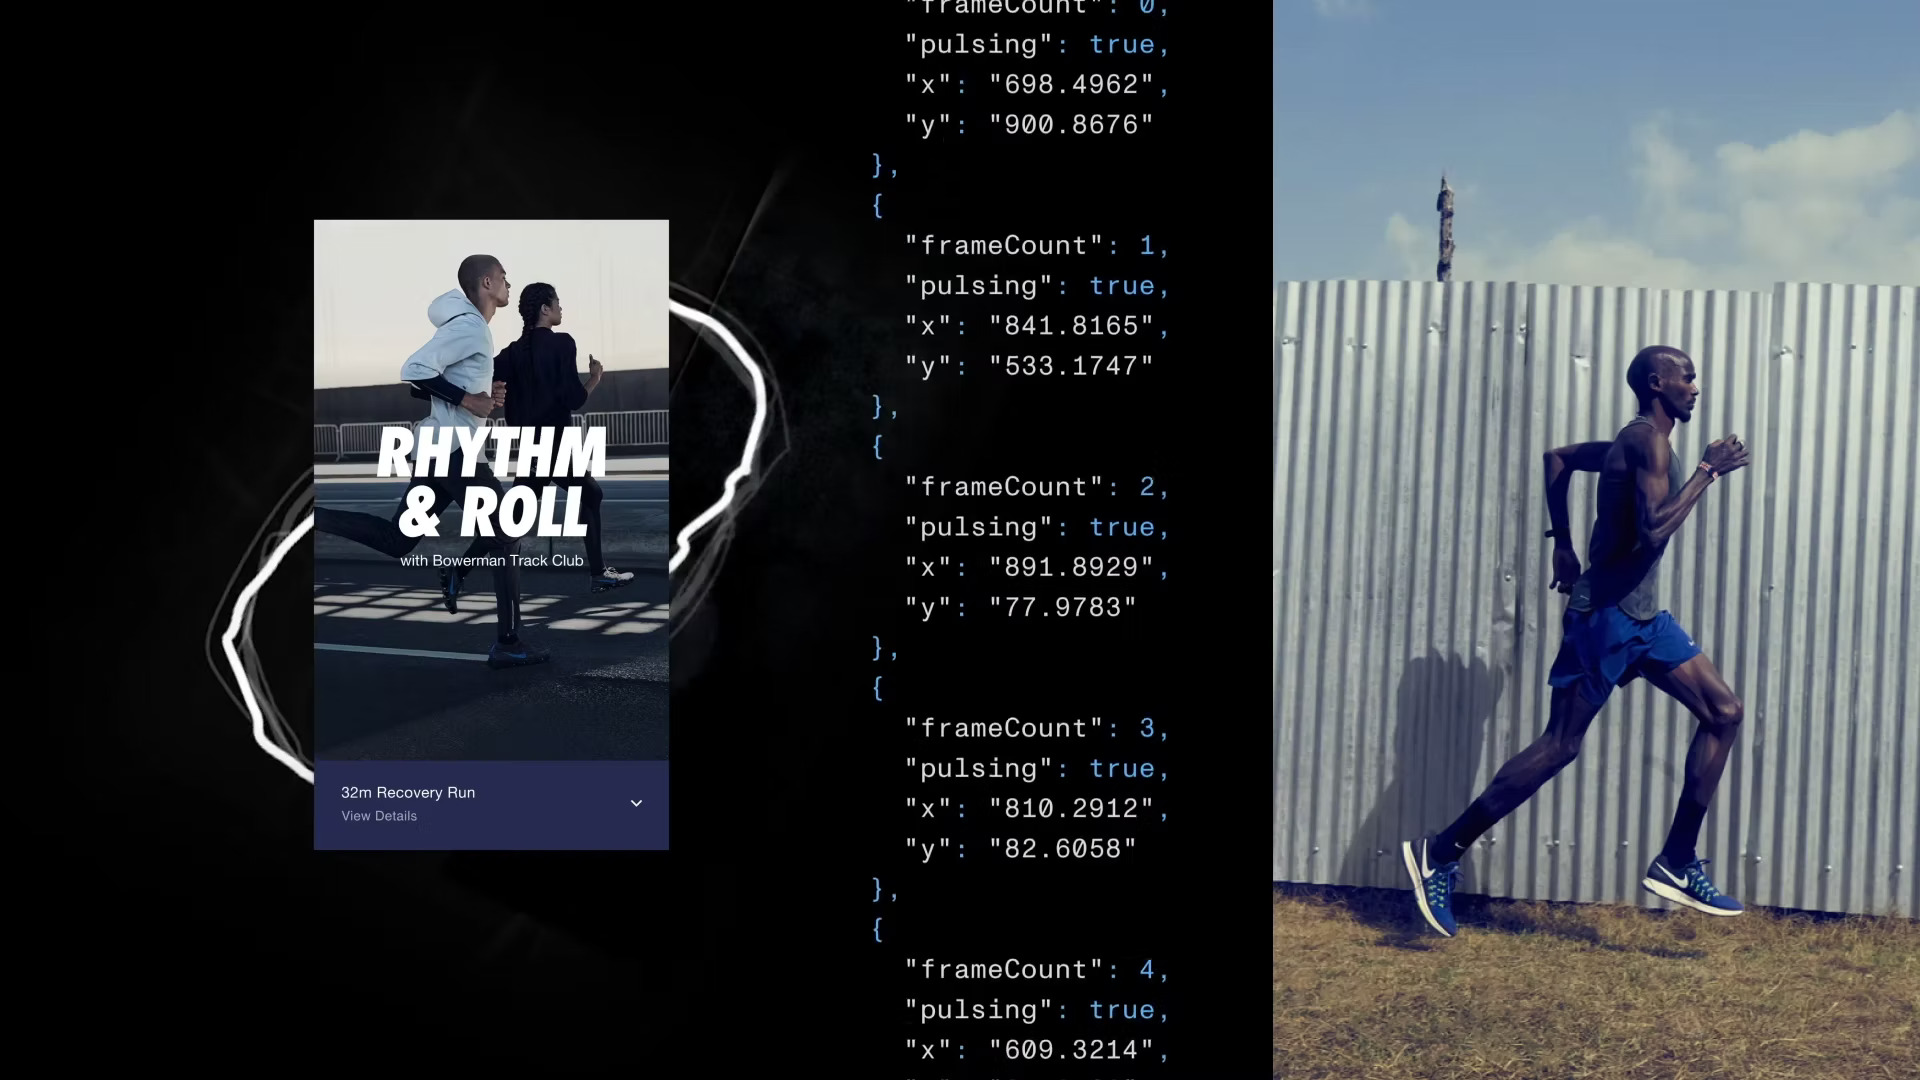 RHYTHM
& ROLL
with Bowerman Track Club
32m Recovery Run
View Details
"frameCount": 0,
"pulsing": true,
"x": "698.4962",
"y": "900.8676"
},
{
"frameCount": 1,
"pulsing": true,
"x": "841.8165",
"y": "533.1747"
},
{
"frameCount": 2,
"pulsing": true,
"x": "891.8929",
"y": "77.9783"
},
{
"frameCount": 3,
"pulsing": true,
"x": "810.2912",
"y": "82.6058"
},
{
"frameCount": 4,
"pulsing": true,
"x": "609.3214",